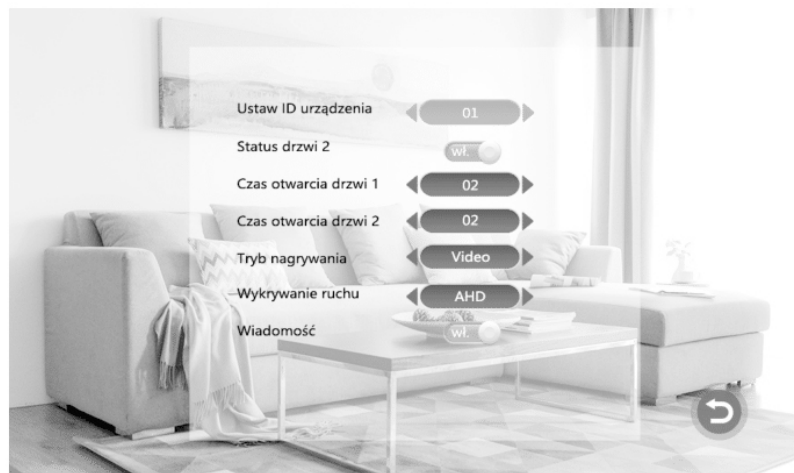 Ustaw ID urządzenia 01
Status drzwi 2 wł.
Czas otwarcia drzwi 1 02
Czas otwarcia drzwi 2 02
Tryb nagrywania Video
Wykrywanie ruchu AHD
Wiadomość wł.